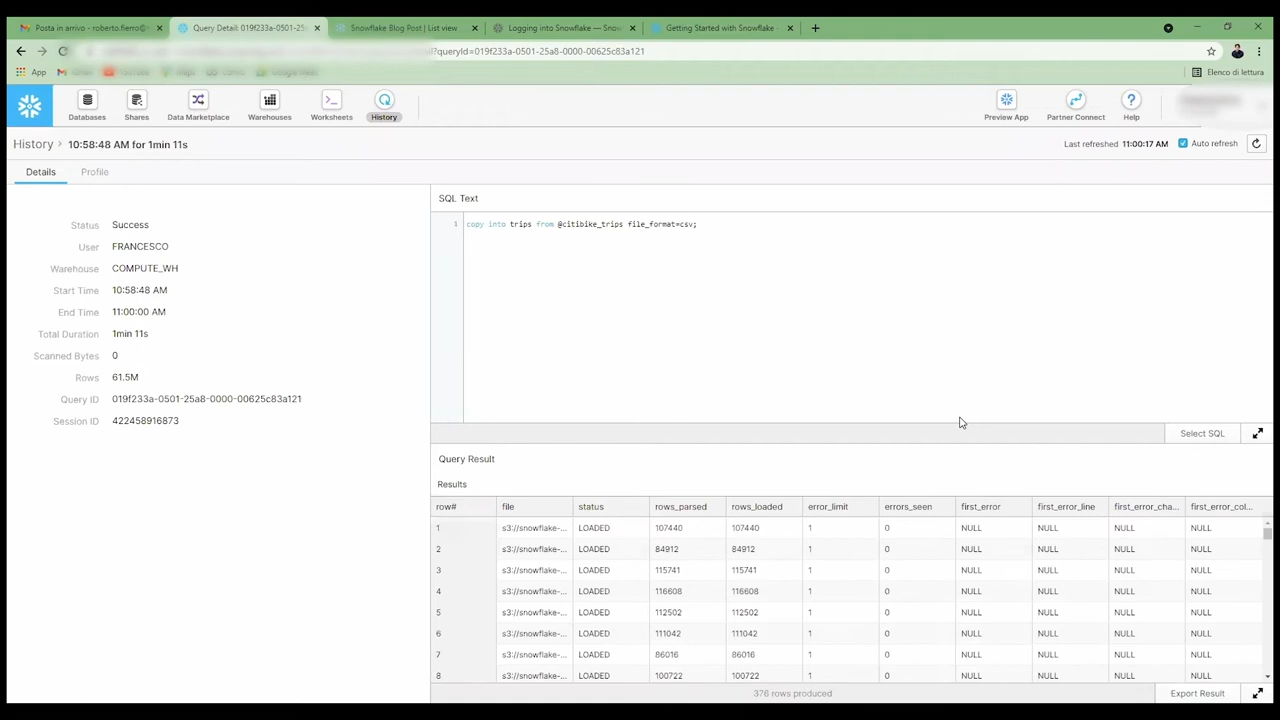 Posta in arrivo - roberto.fierro@
Query Detail: 019f233a-0501-25
Snowflake Blog Post | List view
Logging into Snowflake — Snow
Getting Started with Snowflake -
?queryId=019f233a-0501-25a8-0000-00625c83a121
App
Gmail
YouTube
Maps
Google Meet
Elenco di lettura
Databases
Shares
Data Marketplace
Warehouses
Worksheets
History
Preview App
Partner Connect
Help
History > 10:58:48 AM for 1min 11s
Last refreshed 11:00:17 AM
Auto refresh
Details
Profile
Status Success
User FRANCESCO
Warehouse COMPUTE_WH
Start Time 10:58:48 AM
End Time 11:00:00 AM
Total Duration 1min 11s
Scanned Bytes 0
Rows 61.5M
Query ID 019f233a-0501-25a8-0000-00625c83a121
Session ID 422458916873
SQL Text
1 copy into trips from @citibike_trips file_format=csv;
Select SQL
Query Result
Results
row# file status rows_parsed rows_loaded error_limit errors_seen first_error first_error_line first_error_cha... first_error_col...
1 s3://snowflake-... LOADED 107440 107440 1 0 NULL NULL NULL NULL
2 s3://snowflake-... LOADED 84912 84912 1 0 NULL NULL NULL NULL
3 s3://snowflake-... LOADED 115741 115741 1 0 NULL NULL NULL NULL
4 s3://snowflake-... LOADED 116608 116608 1 0 NULL NULL NULL NULL
5 s3://snowflake-... LOADED 112502 112502 1 0 NULL NULL NULL NULL
6 s3://snowflake-... LOADED 111042 111042 1 0 NULL NULL NULL NULL
7 s3://snowflake-... LOADED 86016 86016 1 0 NULL NULL NULL NULL
8 s3://snowflake-... LOADED 100722 100722 1 0 NULL NULL NULL NULL
376 rows produced
Export Result